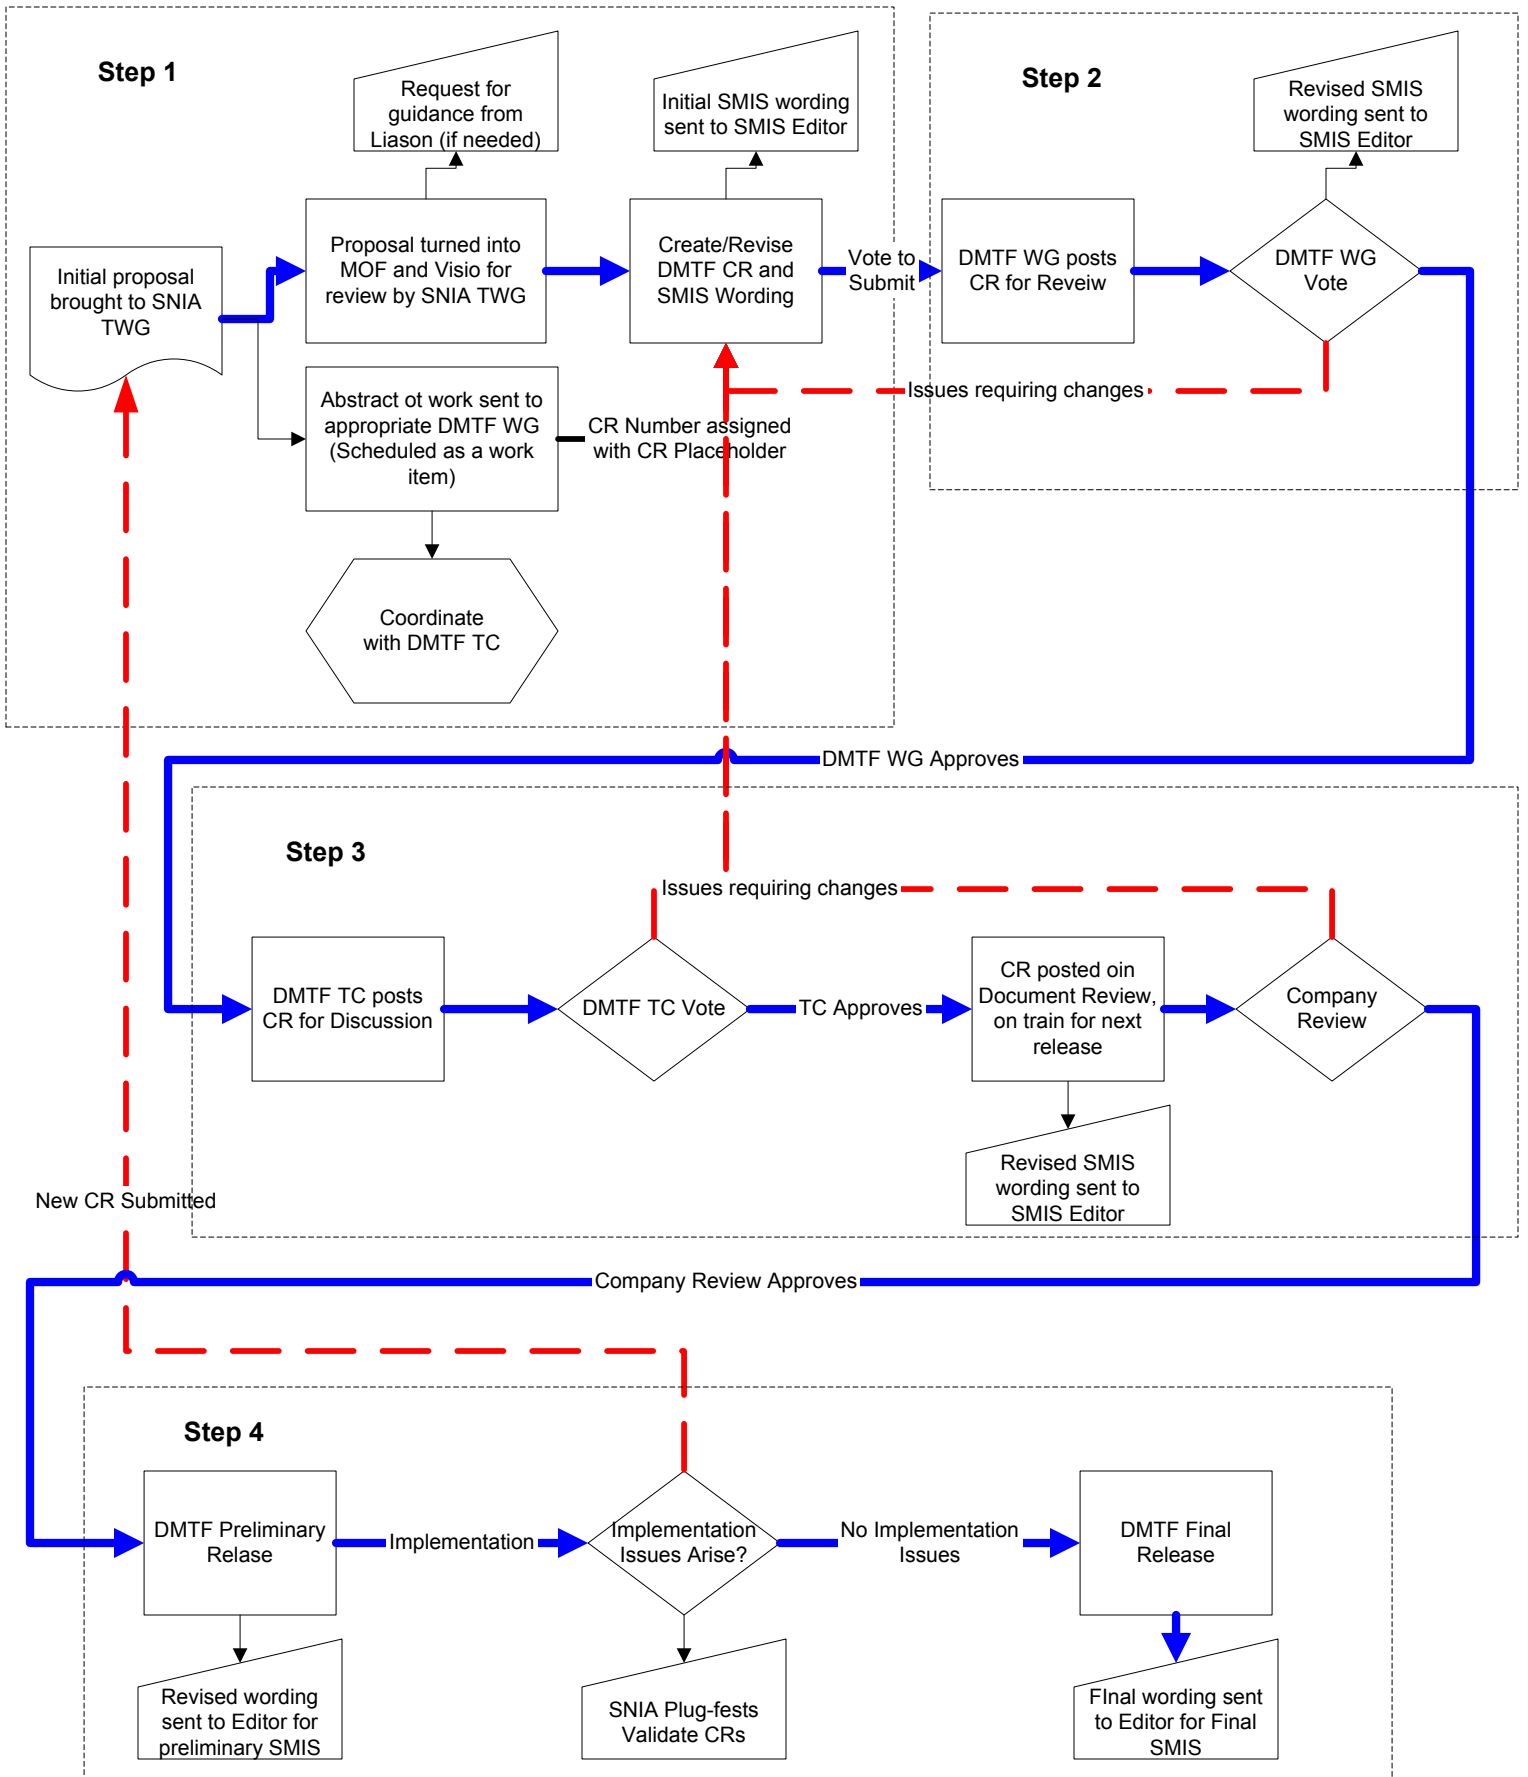 Step 1
Request for
guidance from
Liason (if needed)
Initial SMIS wording
sent to SMIS Editor
Step 2
Revised SMIS
wording sent to
SMIS Editor
Initial proposal
brought to SNIA
TWG
Proposal turned into
MOF and Visio for
review by SNIA TWG
Create/Revise
DMTF CR and
SMIS Wording
Vote to
Submit
DMTF WG posts
CR for Reveiw
DMTF WG
Vote
Issues requiring changes
Abstract ot work sent to
appropriate DMTF WG
(Scheduled as a work
item)
CR Number assigned
with CR Placeholder
Coordinate
with DMTF TC
DMTF WG Approves
Step 3
Issues requiring changes
DMTF TC posts
CR for Discussion
DMTF TC Vote
TC Approves
CR posted oin
Document Review,
on train for next
release
Company
Review
Revised SMIS
wording sent to
SMIS Editor
New CR Submitted
Company Review Approves
Step 4
DMTF Preliminary
Relase
Implementation
Implementation
Issues Arise?
No Implementation
Issues
DMTF Final
Release
Revised wording
sent to Editor for
preliminary SMIS
SNIA Plug-fests
Validate CRs
FInal wording sent
to Editor for Final
SMIS